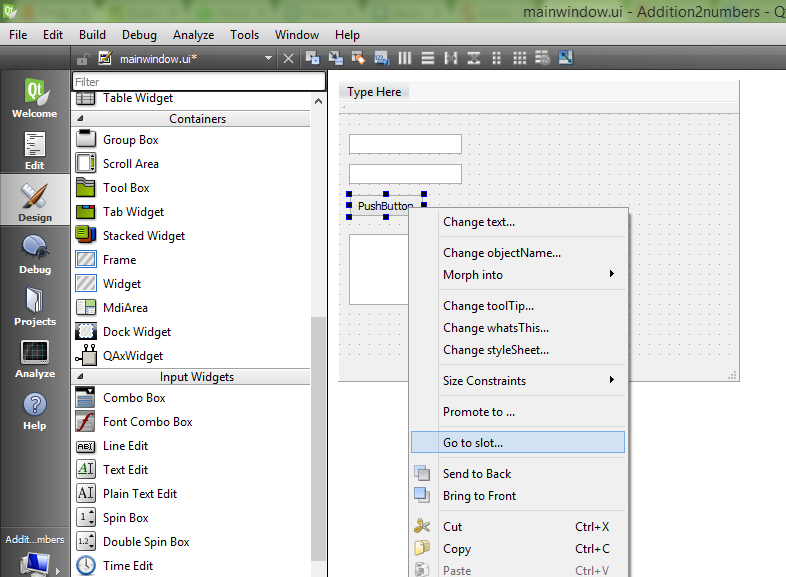 mainwindow.ui - Addition2numbers - Q
File Edit Build Debug Analyze Tools Window Help
mainwindow.ui*
Welcome
Edit
Design
Debug
Projects
Analyze
Help
Addit...mbers
Filter
Table Widget
Containers
Group Box
Scroll Area
Tool Box
Tab Widget
Stacked Widget
Frame
Widget
MdiArea
Dock Widget
QAxWidget
Input Widgets
Combo Box
Font Combo Box
Line Edit
Text Edit
Plain Text Edit
Spin Box
Double Spin Box
Time Edit
Type Here
PushButton
Change text...
Change objectName...
Morph into
Change toolTip...
Change whatsThis...
Change styleSheet...
Size Constraints
Promote to ...
Go to slot...
Send to Back
Bring to Front
Cut Ctrl+X
Copy Ctrl+C
Paste Ctrl+V